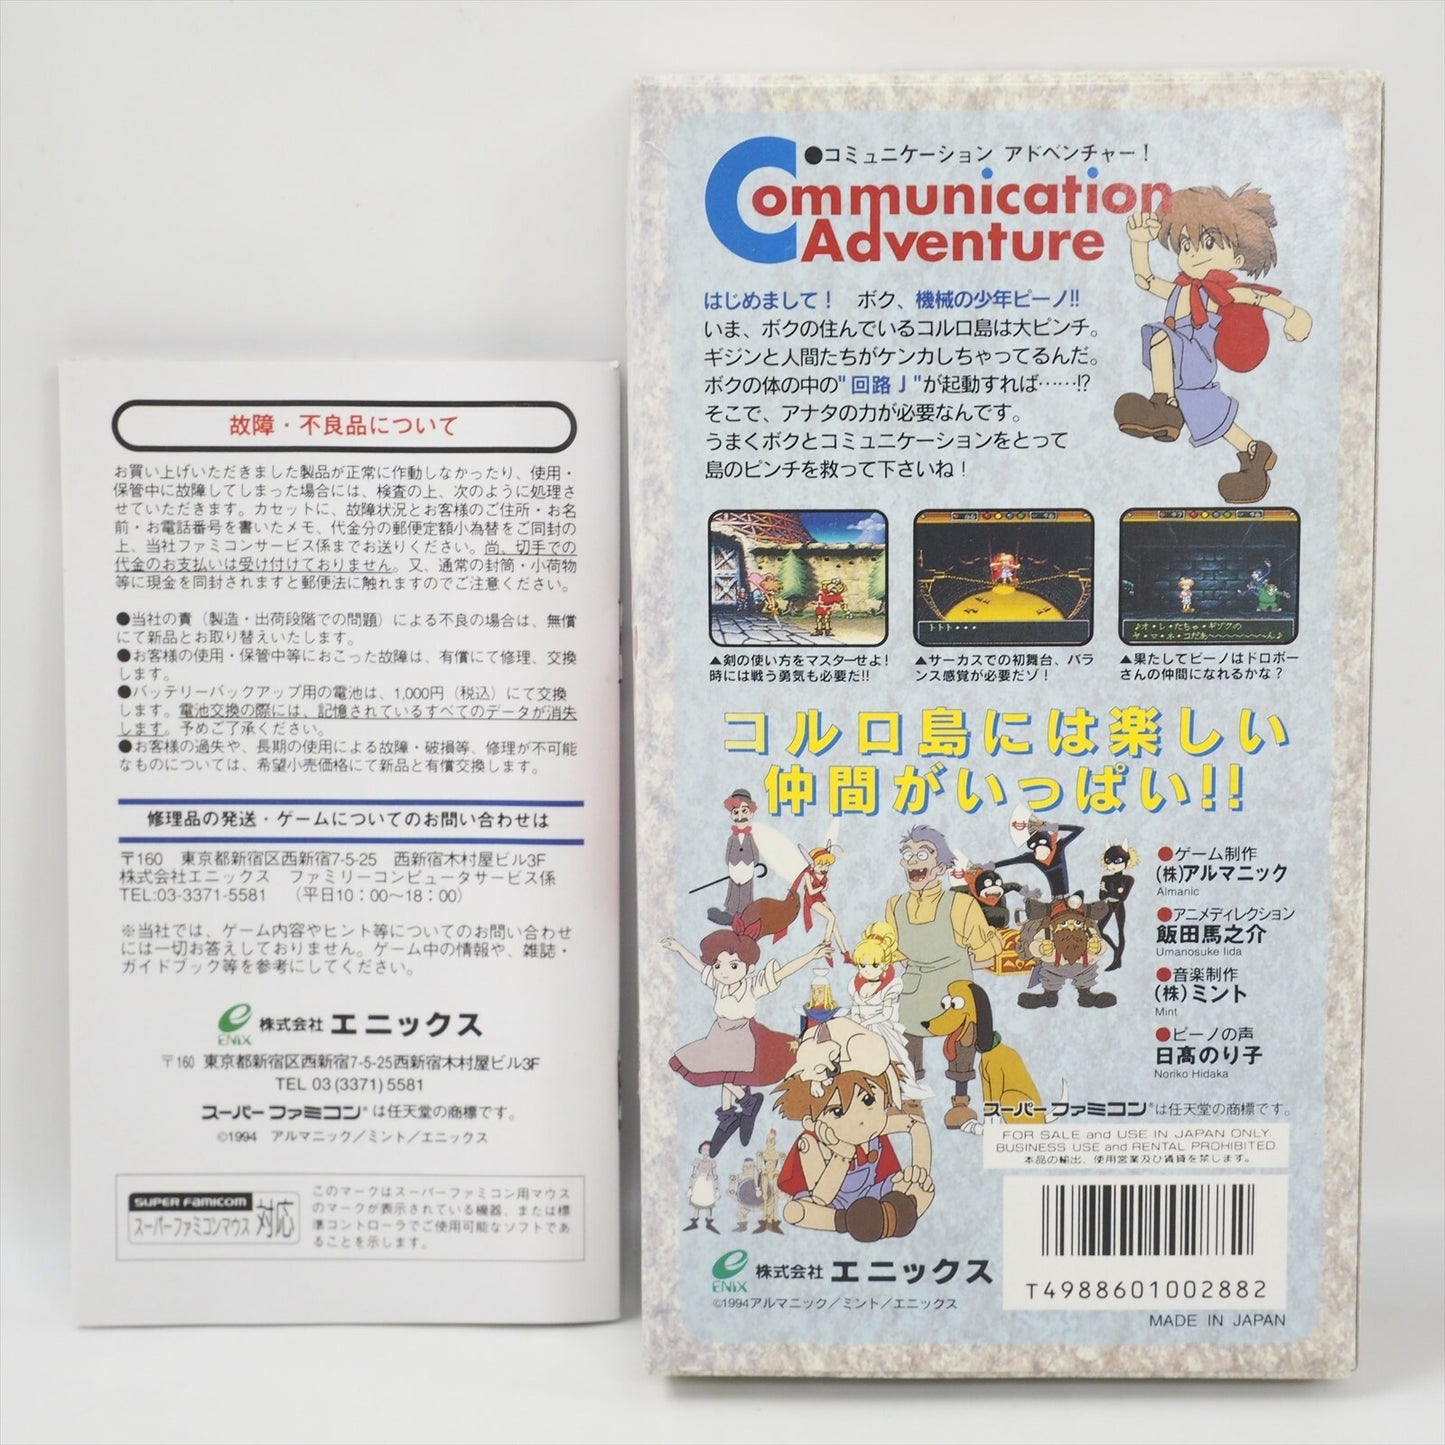 故障・不良品について
お買い上げいただきました製品が正常に作動しなかったり、使用・
保管中に故障してしまった場合には、検査の上、次のように処理さ
せていただきます。カセットに、故障状況とお客様のご住所・お名
前・お電話番号を書いたメモ、代金分の郵便定額小為替をご同封の
上、当社ファミコンサービス係までお送りください。尚、切手での
代金のお支払いは受け付けておりません。又、通常の封筒・小荷物
等に現金を同封されますと郵便法に触れますのでご注意ください。
●当社の責（製造・出荷段階での問題）による不良の場合は、無償
にて新品とお取り替えいたします。
●お客様の使用・保管中等におこった故障は、有償にて修理、交換
します。
●バッテリーバックアップ用の電池は、1,000円（税込）にて交換
します。電池交換の際には、記憶されているすべてのデータが消失
します。予めご了承ください。
●お客様の過失や、長期の使用による故障・破損等、修理が不可能
なものについては、希望小売価格にて新品と有償交換します。
修理品の発送・ゲームについてのお問い合わせは
〒160 東京都新宿区西新宿7-5-25 西新宿木村屋ビル3F
株式会社エニックス ファミリーコンピュータサービス係
TEL:03-3371-5581 （平日10：00〜18：00）
※当社では、ゲーム内容やヒント等についてのお問い合わせ
には一切お答えしておりません。ゲーム中の情報や、雑誌・
ガイドブック等を参考にしてください。
ENIX 株式会社 エニックス
〒160 東京都新宿区西新宿7-5-25西新宿木村屋ビル3F
TEL 03 (3371) 5581
スーパーファミコン®は任天堂の商標です。
©1994 アルマニック／ミント／エニックス
SUPER FAMICOM
スーパーファミコンマウス 対応
このマークはスーパーファミコン用マウス
のマークが表示されている機器、または標
準コントローラでご使用可能なソフトであ
ることを示します。
●コミュニケーション アドベンチャー！
Communication
Adventure
はじめまして！ ボク、機械の少年ピーノ!!
いま、ボクの住んでいるコルロ島は大ピンチ。
ギジンと人間たちがケンカしちゃってるんだ。
ボクの体の中の"回路J"が起動すれば……!?
そこで、アナタの力が必要なんです。
うまくボクとコミュニケーションをとって
島のピンチを救って下さいね！
トトト・・・
♪オ・レ・たちゃ・ギゾクの
ヤ・マ・ネ・コだあ〜〜〜〜〜〜ん♪
▲剣の使い方をマスターせよ！
時には戦う勇気も必要だ!!
▲サーカスでの初舞台、バラ
ンス感覚が必要だゾ！
▲果たしてピーノはドロボー
さんの仲間になれるかな？
コルロ島には楽しい
仲間がいっぱい!!
●ゲーム制作
(株)アルマニック
Almanic
●アニメディレクション
飯田馬之介
Umanosuke Iida
●音楽制作
(株)ミント
Mint
●ピーノの声
日髙のり子
Noriko Hidaka
スーパーファミコン®は任天堂の商標です。
FOR SALE and USE IN JAPAN ONLY.
BUSINESS USE and RENTAL PROHIBITED.
本品の輸出、使用営業及び賃貸を禁じます。
T4988601002882
ENIX 株式会社 エニックス
©1994アルマニック／ミント／エニックス
MADE IN JAPAN